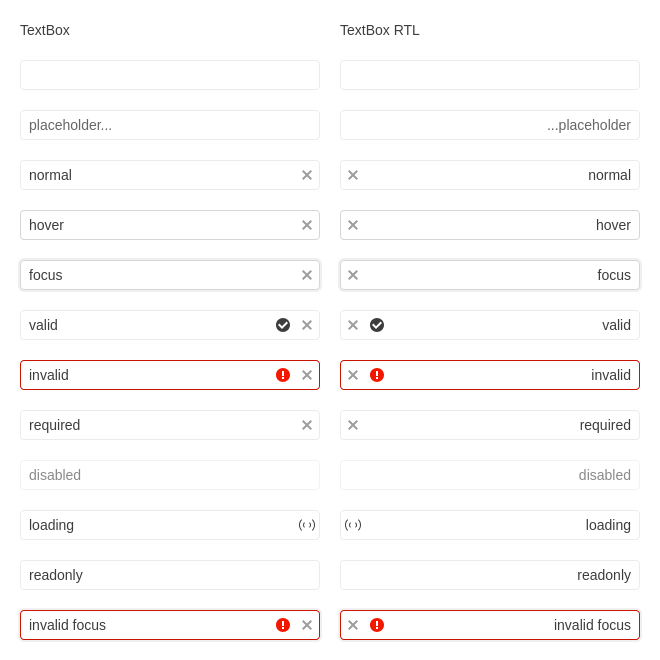 TextBox
placeholder...
normal
hover
focus
valid
invalid
required
disabled
loading
readonly
invalid focus
TextBox RTL
...placeholder
normal
hover
focus
valid
invalid
required
disabled
loading
readonly
invalid focus